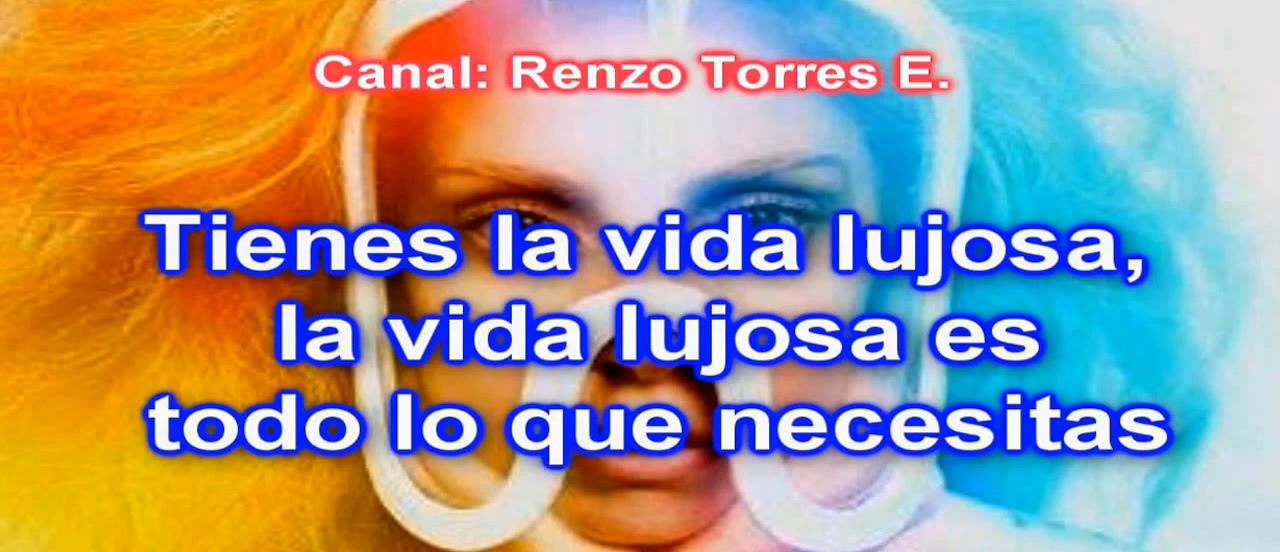 Canal: Renzo Torres E.
Tienes la vida lujosa,
la vida lujosa es
todo lo que necesitas